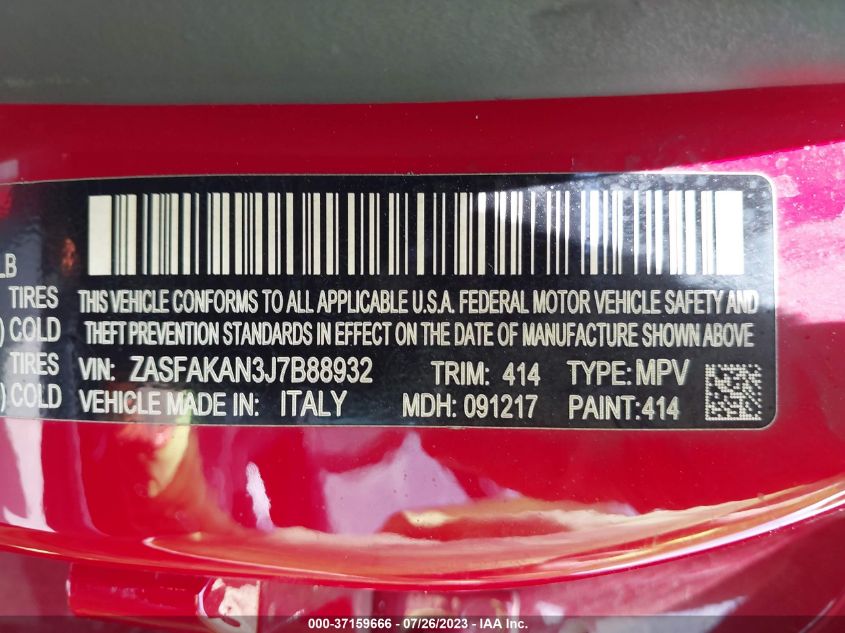 LB
TIRES THIS VEHICLE CONFORMS TO ALL APPLICABLE U.S.A. FEDERAL MOTOR VEHICLE SAFETY AND
) COLD THEFT PREVENTION STANDARDS IN EFFECT ON THE DATE OF MANUFACTURE SHOWN ABOVE
TIRES VIN: ZASFAKAN3J7B88932 TRIM: 414 TYPE: MPV
) COLD VEHICLE MADE IN: ITALY MDH: 091217 PAINT:414
000-37159666 - 07/26/2023 - IAA Inc.